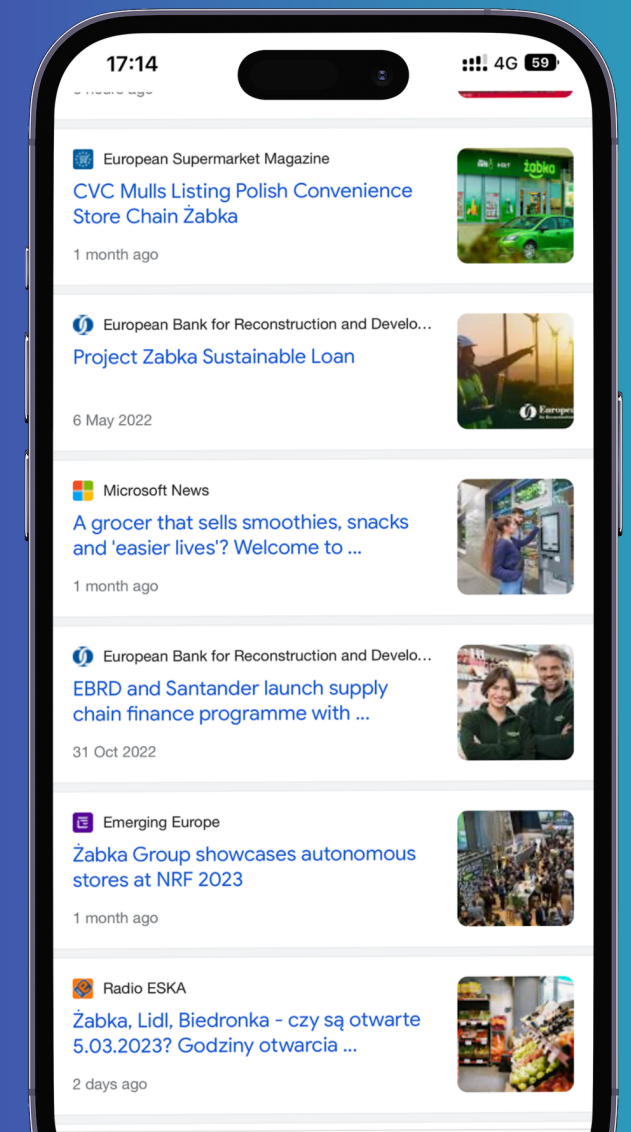 17:14
4G 59
European Supermarket Magazine
CVC Mulls Listing Polish Convenience
Store Chain Żabka
1 month ago
żabka
European Bank for Reconstruction and Develo...
Project Zabka Sustainable Loan
6 May 2022
Europea
Microsoft News
A grocer that sells smoothies, snacks
and 'easier lives'? Welcome to ...
1 month ago
European Bank for Reconstruction and Develo...
EBRD and Santander launch supply
chain finance programme with ...
31 Oct 2022
Emerging Europe
Żabka Group showcases autonomous
stores at NRF 2023
1 month ago
Radio ESKA
Żabka, Lidl, Biedronka - czy są otwarte
5.03.2023? Godziny otwarcia ...
2 days ago